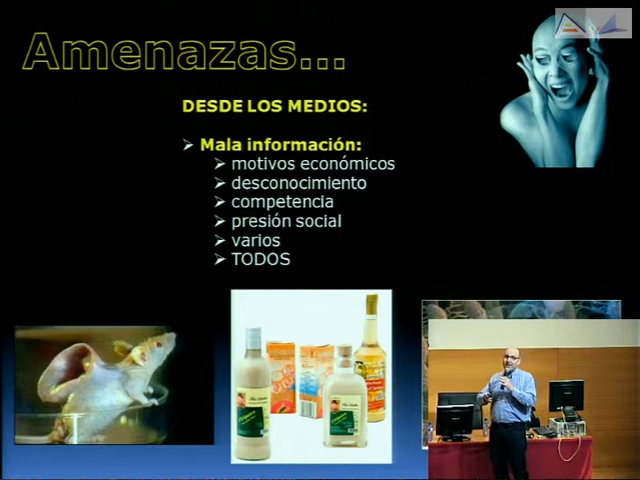 Amenazas...
DESDE LOS MEDIOS:
Mala información:
motivos económicos
desconocimiento
competencia
presión social
varios
TODOS